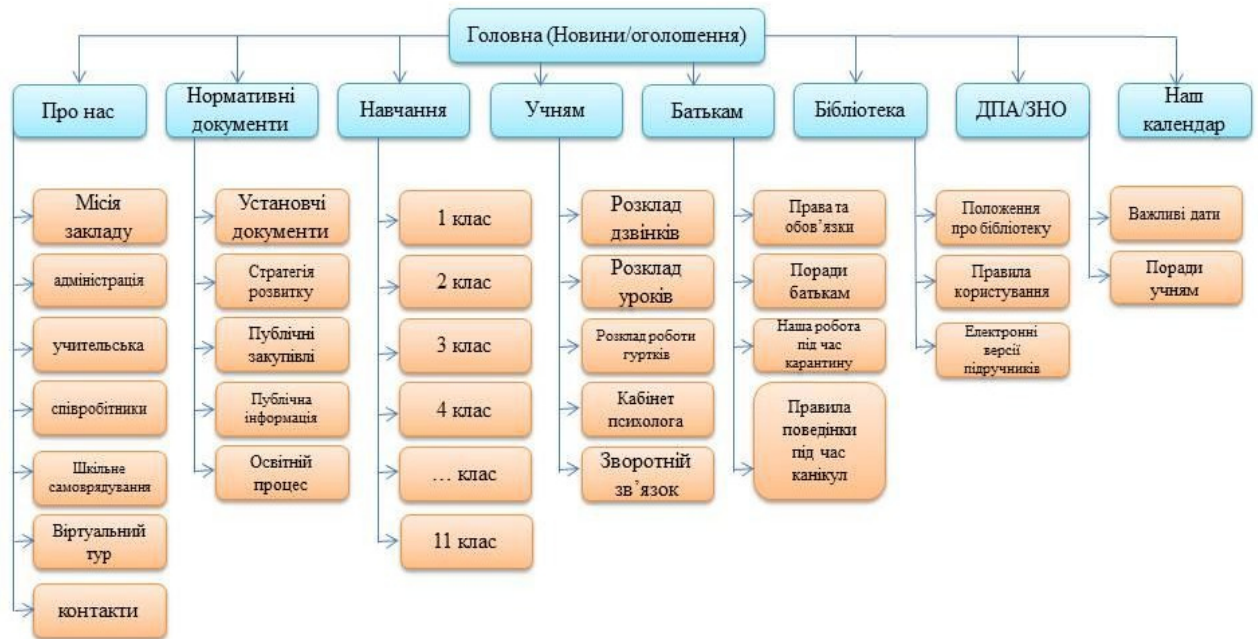 Головна (Новини/оголошення)
Про нас
Нормативні
документи
Навчання
Учням
Батькам
Бібліотека
ДПА/ЗНО
Наш
календар
Місія
закладу
адміністрація
учительська
співробітники
Шкільне
самоврядування
Віртуальний
тур
контакти
Установчі
документи
Стратегія
розвитку
Публічні
закупівлі
Публічна
інформація
Освітній
процес
1 клас
2 клас
3 клас
4 клас
... клас
11 клас
Розклад
дзвінків
Розклад
уроків
Розклад роботи
гуртків
Кабінет
психолога
Зворотній
зв’язок
Права та
обов’язки
Поради
батькам
Наша робота
під час
карантину
Правила
поведінки
під час
канікул
Положення
про бібліотеку
Правила
користування
Електронні
версії
підручників
Важливі дати
Поради
учням